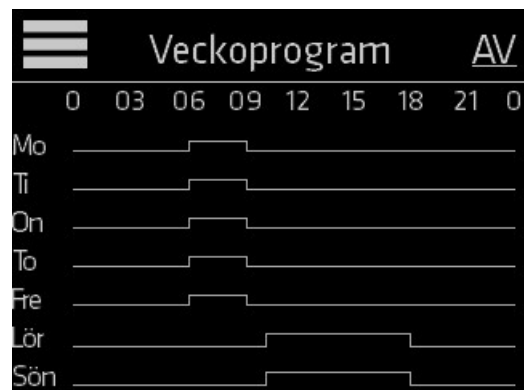 Veckoprogram AV
0 03 06 09 12 15 18 21 0
Mo
Ti
On
To
Fre
Lör
Sön